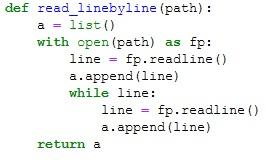 def read_linebyline(path):
    a = list()
    with open(path) as fp:
        line = fp.readline()
        a.append(line)
        while line:
            line = fp.readline()
            a.append(line)
    return a